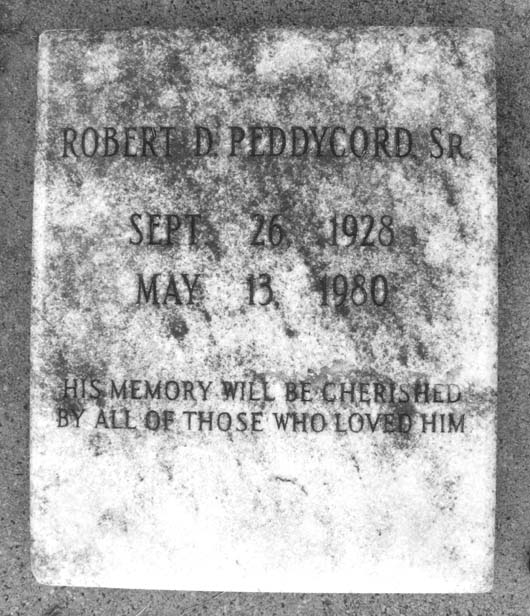 ROBERT D. PEDDYCORD, SR.
SEPT. 26, 1928
MAY 13, 1980
HIS MEMORY WILL BE CHERISHED
BY ALL OF THOSE WHO LOVED HIM